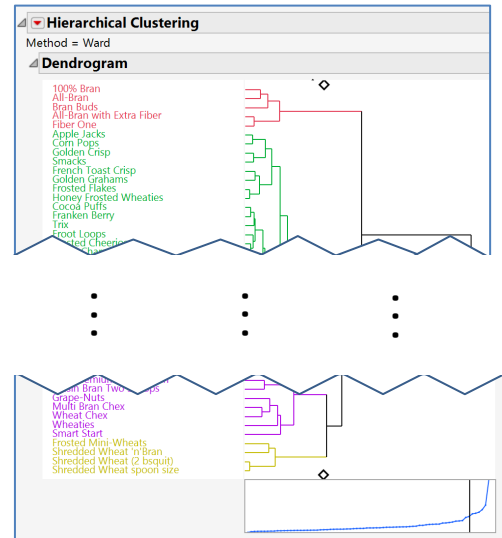 Hierarchical Clustering
Method = Ward
Dendrogram
100% Bran
All-Bran
Bran Buds
All-Bran with Extra Fiber
Fiber One
Apple Jacks
Corn Pops
Golden Crisp
Smacks
French Toast Crisp
Golden Grahams
Frosted Flakes
Honey Frosted Wheaties
Cocoa Puffs
Franken Berry
Trix
Froot Loops
Bran Two
Grape-Nuts
Multi Bran Chex
Wheat Chex
Wheaties
Smart Start
Frosted Mini-Wheats
Shredded Wheat 'n'Bran
Shredded Wheat (2 bsquit)
Shredded Wheat spoon size